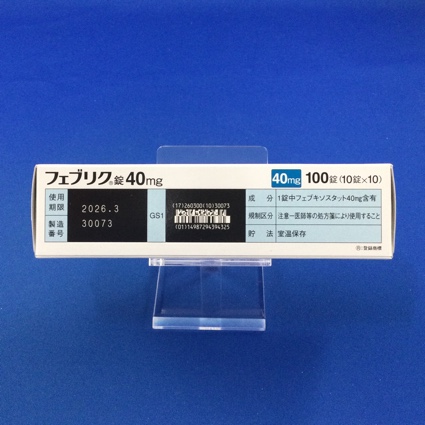 フェブリク®錠40mg
40mg 100錠(10錠×10)
使用期限 2026.3
製造番号 30073
GS1
(17)260300(10)30073
(01)14987294394325
成分 1錠中フェブキソスタット40mg含有
規制区分 注意-医師等の処方箋により使用すること
貯法 室温保存
®:登録商標